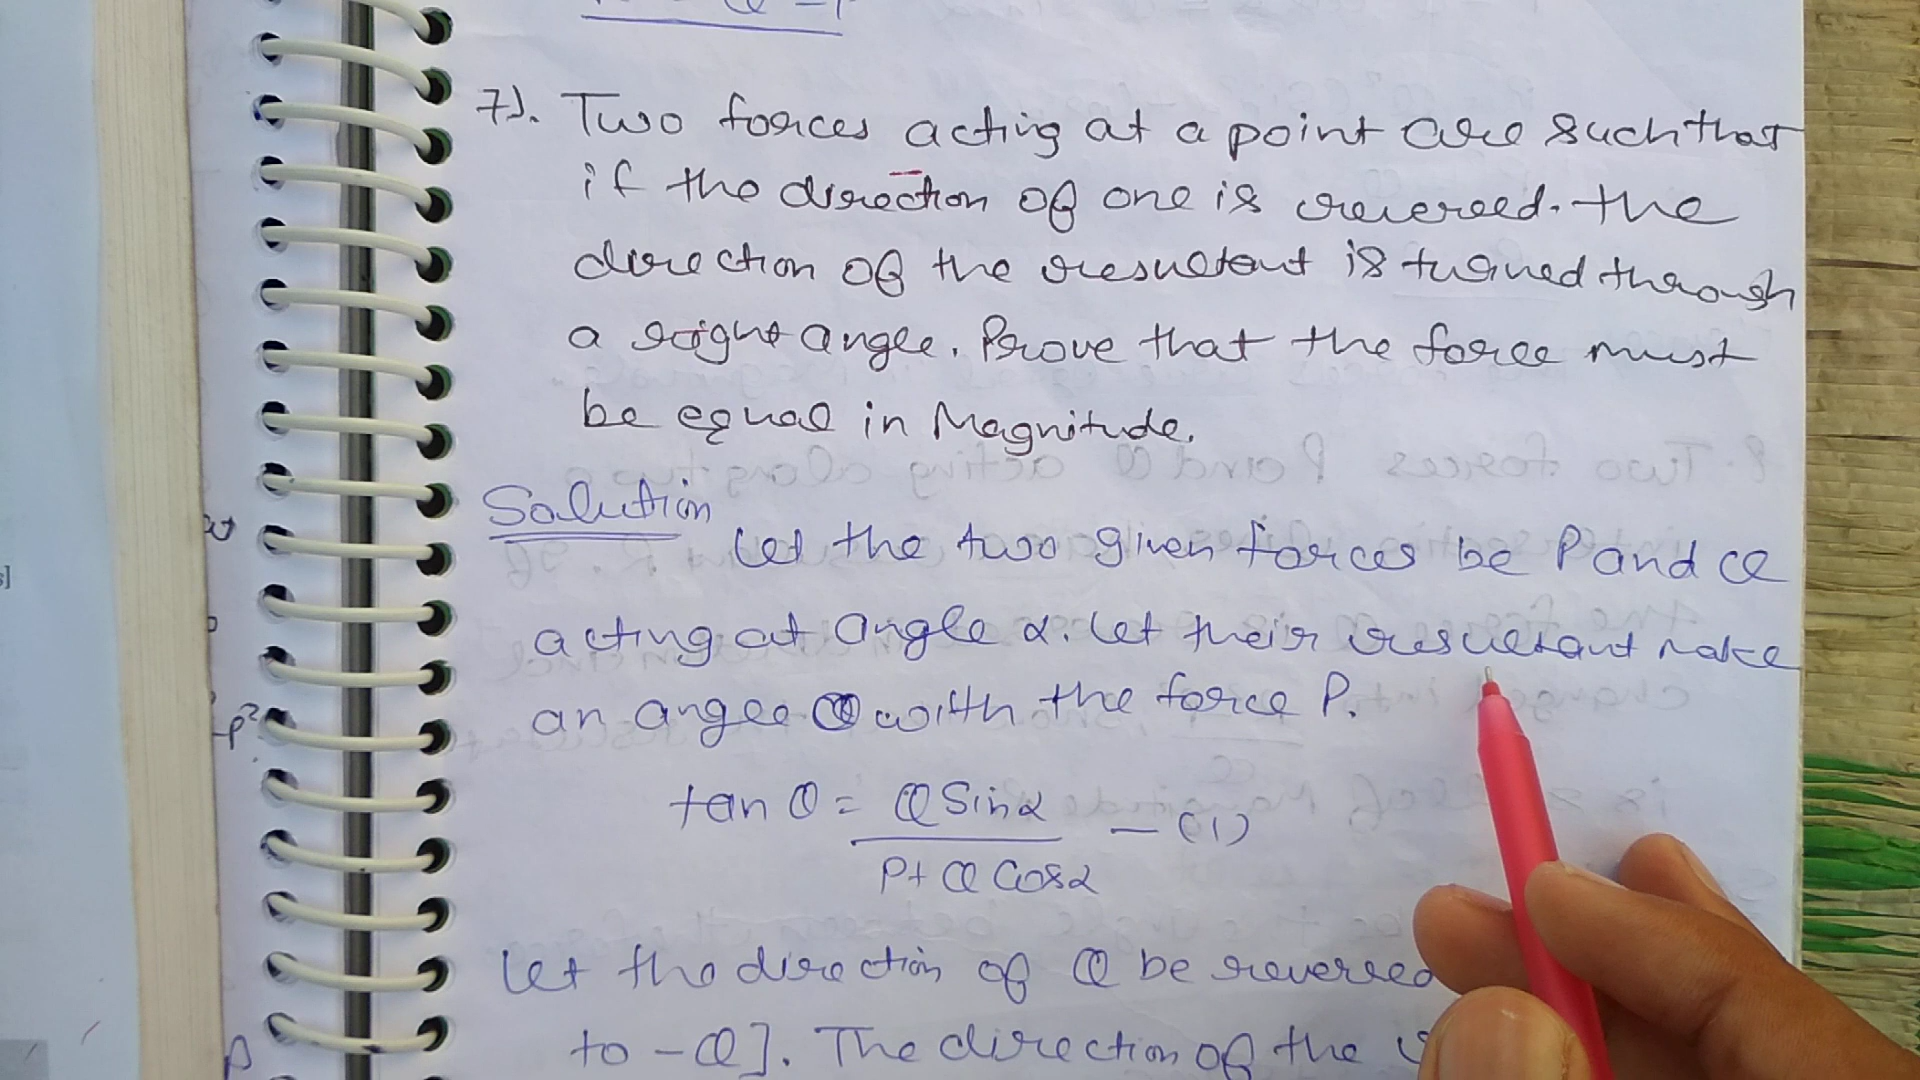 7). Two forces acting at a point are such that
if the direction of one is revered. the
direction of the resultant is turned through
a right angle. Prove that the force must
be equal in Magnitude.
Solution
Let the two given forces be P and Q
acting at angle α. Let their resultant make
an angle θ with the force P.
tan θ = Q Sin α / P + Q Cos α — (1)
Let the direction of Q be reversed
to - Q]. The direction of the